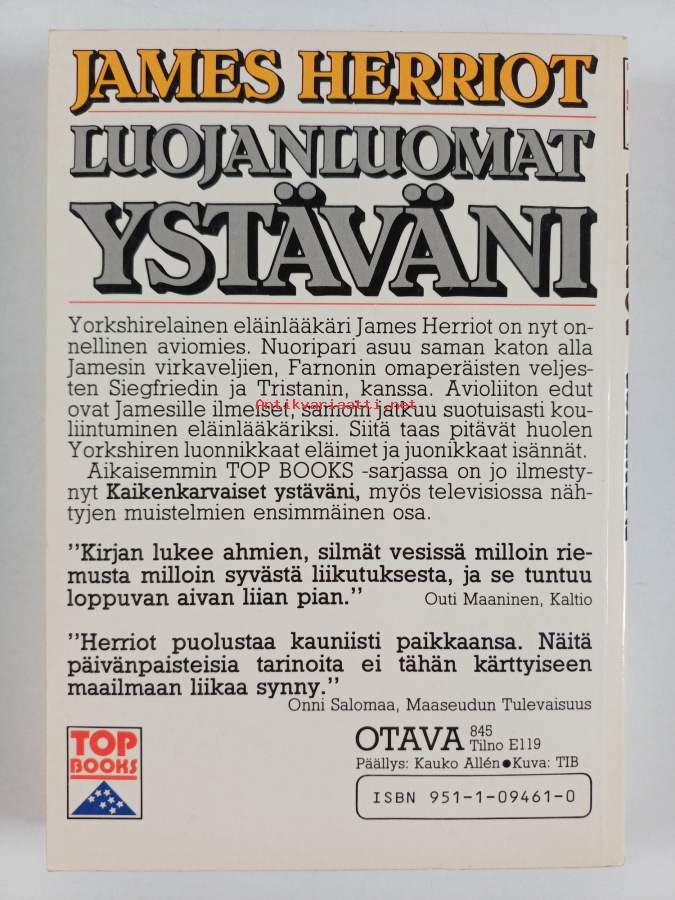 JAMES HERRIOT
LUOJANLUOMAT
YSTÄVÄNI
Yorkshirelainen eläinlääkäri James Herriot on nyt on-
nellinen aviomies. Nuoripari asuu saman katon alla
Jamesin virkaveljien, Farnonin omaperäisten veljes-
ten Siegfriedin ja Tristanin, kanssa. Avioliiton edut
Antikvariaatti.net
ovat Jamesille ilmeiset, samoin jatkuu suotuisasti kou-
liintuminen eläinlääkäriksi. Siitä taas pitävät huolen
Yorkshiren luonnikkaat eläimet ja juonikkaat isännät.
Aikaisemmin TOP BOOKS -sarjassa on jo ilmesty-
nyt Kaikenkarvaiset ystäväni, myös televisiossa näh-
tyjen muistelmien ensimmäinen osa.
"Kirjan lukee ahmien, silmät vesissä milloin rie-
musta milloin syvästä liikutuksesta, ja se tuntuu
loppuvan aivan liian pian." Outi Maaninen, Kaltio
"Herriot puolustaa kauniisti paikkaansa. Näitä
päivänpaisteisia tarinoita ei tähän kärttyiseen
maailmaan liikaa synny."
Onni Salomaa, Maaseudun Tulevaisuus
TOP
BOOKS
OTAVA 845
Tilno E119
Päällys: Kauko Allén●Kuva: TIB
ISBN 951-1-09461-0